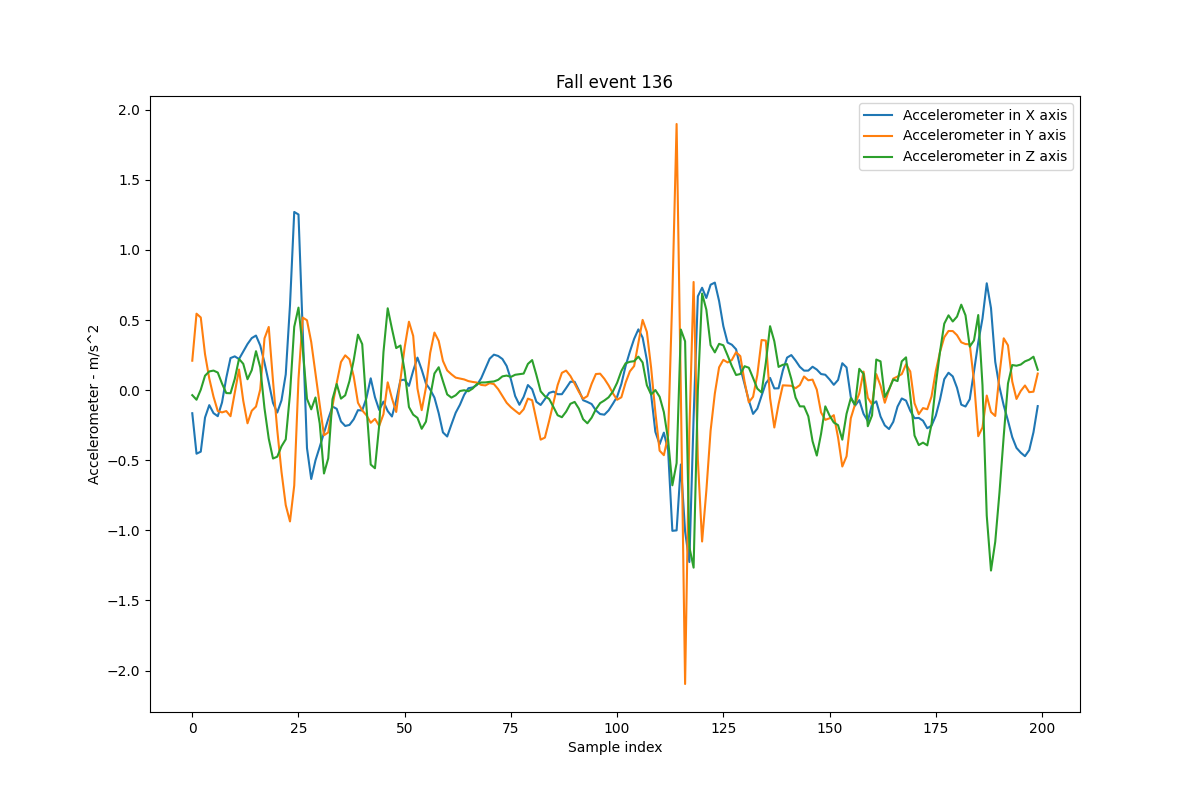 Fall event 136
Accelerometer in X axis
Accelerometer in Y axis
Accelerometer in Z axis
2.0
1.5
1.0
0.5
0.0
−0.5
−1.0
−1.5
−2.0
Accelerometer - m/s^2
0 25 50 75 100 125 150 175 200
Sample index